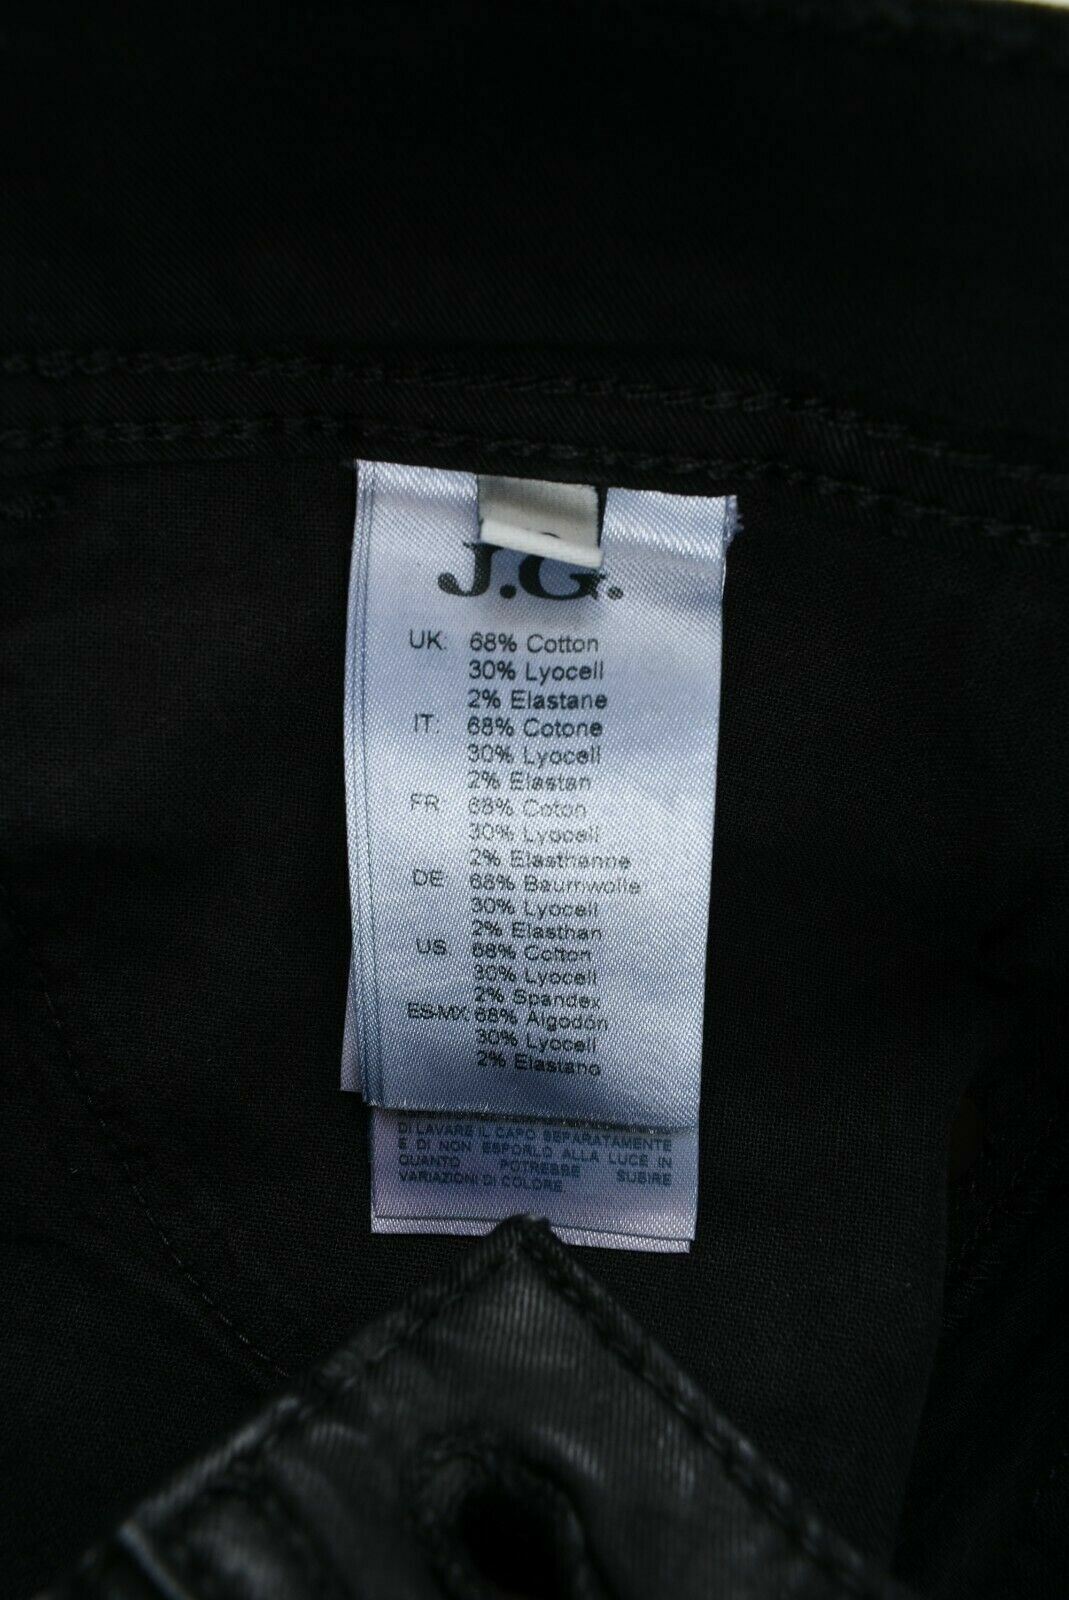 J.G.
UK: 68% Cotton
30% Lyocell
2% Elastane
IT: 68% Cotone
30% Lyocell
2% Elastan
FR 68% Coton
30% Lyocell
2% Elasthanne
DE 68% Baumwolle
30% Lyocell
2% Elasthan
US 68% Cotton
30% Lyocell
2% Spandex
ES-MX: 68% Algodón
30% Lyocell
2% Elastano
DI LAVARE IL CAPO SEPARATAMENTE
E DI NON ESPORLO ALLA LUCE IN
QUANTO POTREBBE SUBIRE
VARIAZIONI DI COLORE.